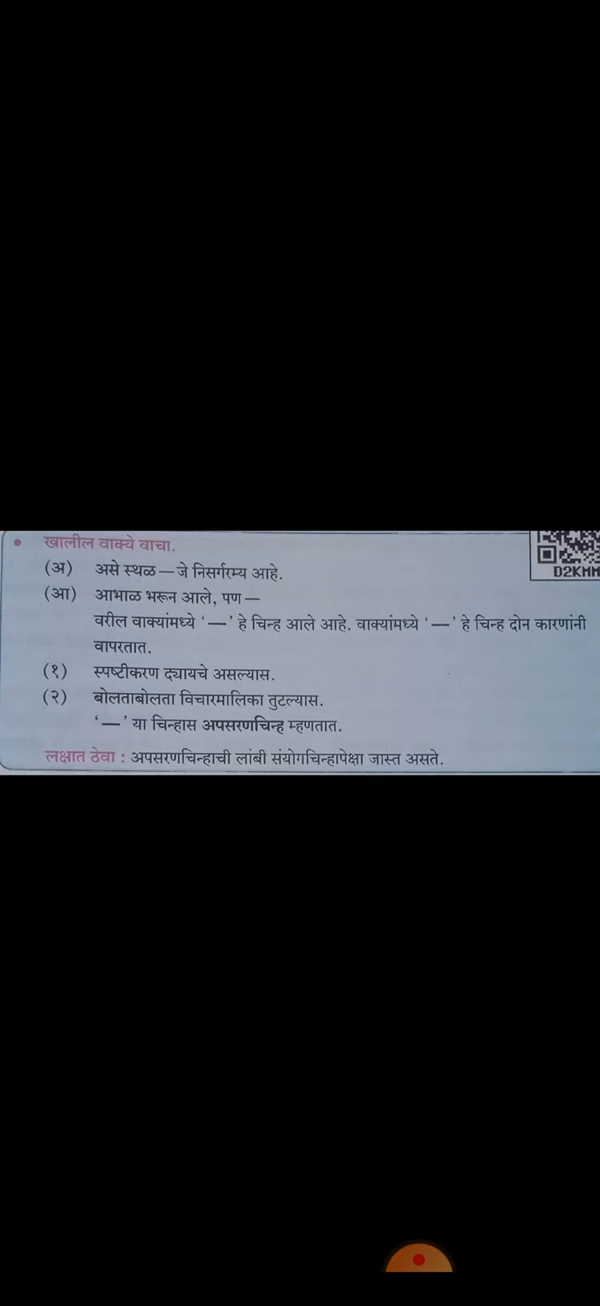 • खालील वाक्ये वाचा.
(अ) असे स्थळ — जे निसर्गरम्य आहे.
(आ) आभाळ भरून आले, पण —
वरील वाक्यांमध्ये ‘ — ’ हे चिन्ह आले आहे. वाक्यांमध्ये ‘ — ’ हे चिन्ह दोन कारणांनी
वापरतात.
(१) स्पष्टीकरण द्यायचे असल्यास.
(२) बोलताबोलता विचारमालिका तुटल्यास.
‘ — ’ या चिन्हास अपसरणचिन्ह म्हणतात.
लक्षात ठेवा : अपसरणचिन्हाची लांबी संयोगचिन्हापेक्षा जास्त असते.
D2KMM